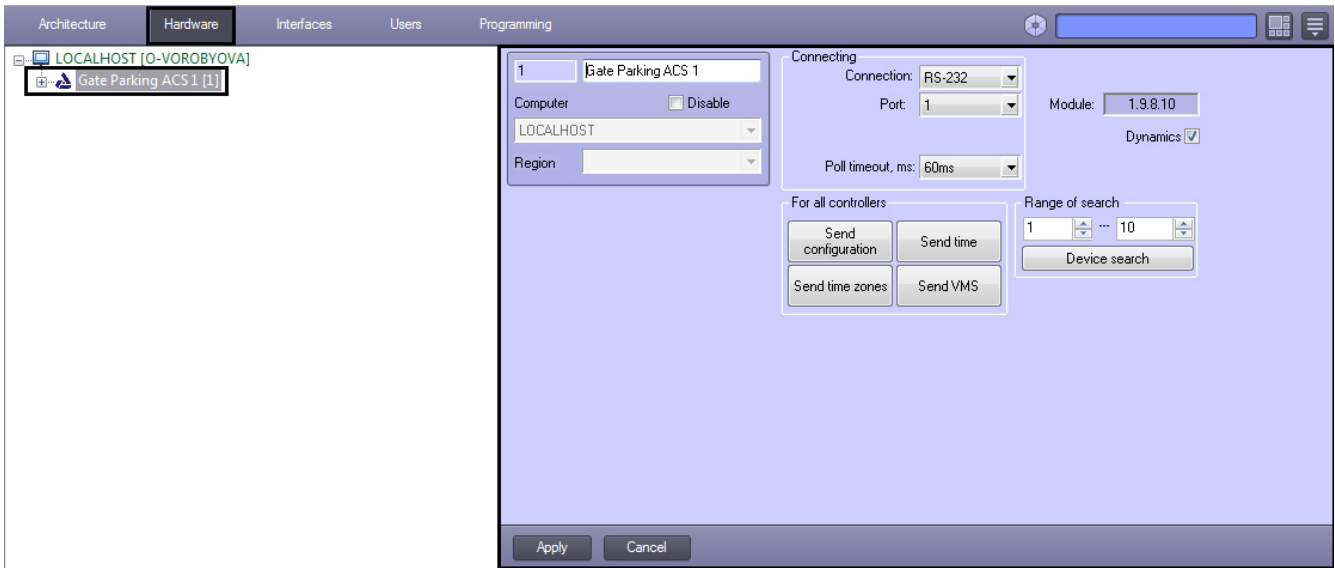 Architecture Hardware Interfaces Users Programming
LOCALHOST [O-VOROBYOVA]
Gate Parking ACS 1 [1]
1 Gate Parking ACS 1
Computer Disable
LOCALHOST
Region
Connecting
Connection: RS-232
Port: 1
Poll timeout, ms: 60ms
Module: 1.9.8.10
Dynamics
For all controllers
Send configuration Send time
Send time zones Send VMS
Range of search
1 ... 10
Device search
Apply Cancel